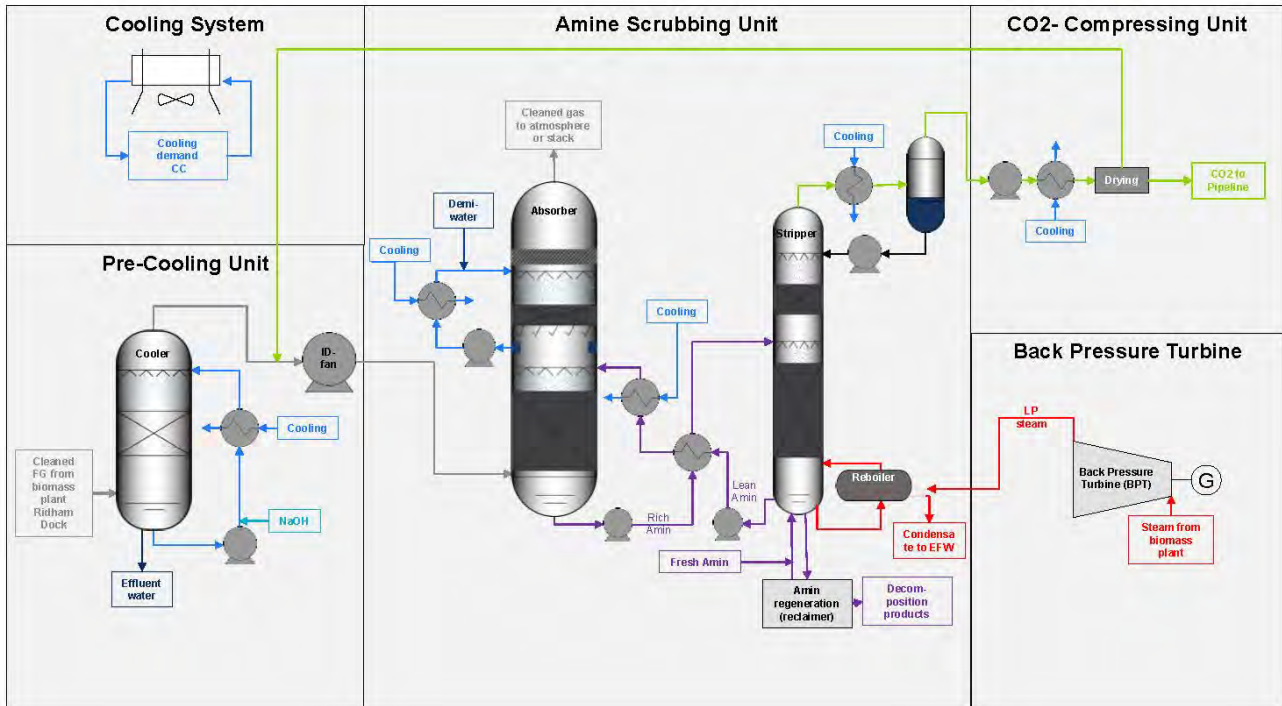 Cooling System
Cooling
demand
CC
Pre-Cooling Unit
Cooler
ID-
fan
Cooling
Cleaned
FG from
biomass
plant
Ridham
Dock
NaOH
Effluent
water
Amine Scrubbing Unit
Cleaned gas
to atmosphere
or stack
Demi-
water
Absorber
Cooling
Cooling
Cooling
Stripper
Rich
Amin
Lean
Amin
Reboiler
Condensa
te to EFW
Fresh Amin
Amin
regeneration
(reclaimer)
Decom-
position
products
CO2- Compressing Unit
Drying
CO2 to
Pipeline
Cooling
Back Pressure Turbine
LP
steam
Back Pressure
Turbine (BPT)
G
Steam from
biomass
plant